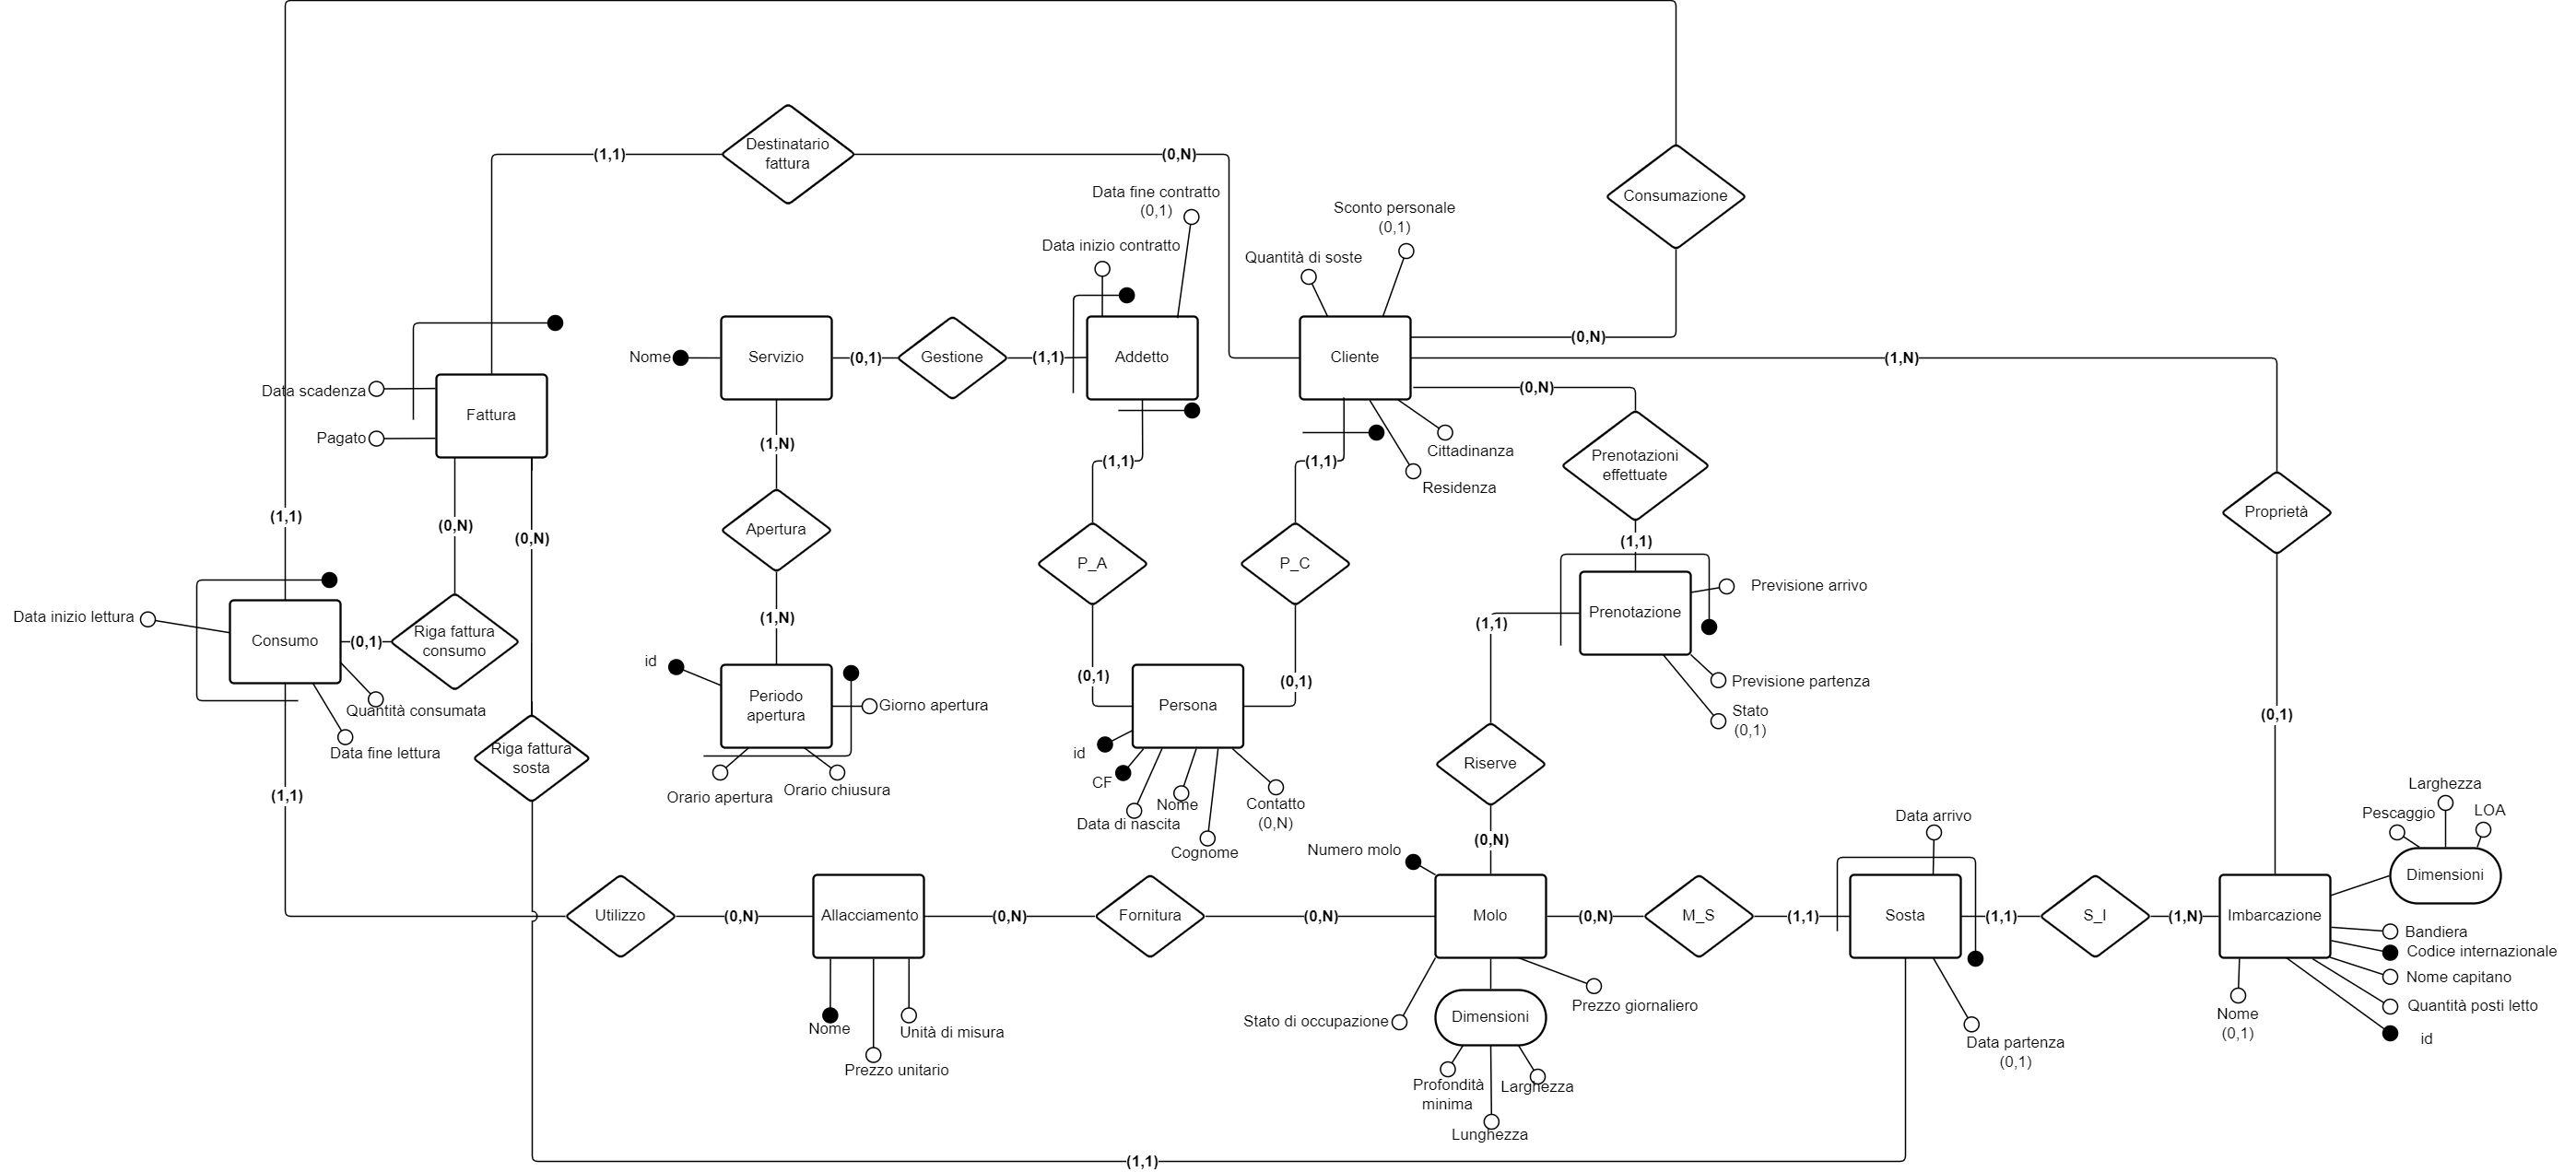 Destinatario
fattura
(1,1)
(0,N)
Consumazione
Data fine contratto
(0,1)
Data inizio contratto
Sconto personale
(0,1)
Quantità di soste
Servizio
Nome
(0,1)
Gestione
(1,1)
Addetto
Cliente
(0,N)
(1,N)
(0,N)
Data scadenza
Fattura
Pagato
(1,N)
(1,1)
(1,1)
Cittadinanza
Residenza
Prenotazioni
effettuate
(1,1)
(0,N)
(0,N)
Apertura
Proprietà
(1,1)
P_A
P_C
Previsione arrivo
Prenotazione
(1,1)
Data inizio lettura
Consumo
(0,1)
Riga fattura
consumo
(1,N)
id
Periodo
apertura
Giorno apertura
(0,1)
(0,1)
Persona
Previsione partenza
Stato
(0,1)
(0,1)
Quantità consumata
Data fine lettura
Riga fattura
sosta
Orario apertura
Orario chiusura
id
CF
Data di nascita
Nome
Cognome
Contatto
(0,N)
Riserve
(1,1)
(0,N)
Numero molo
Data arrivo
Larghezza
Pescaggio
LOA
Dimensioni
Utilizzo
(0,N)
Allacciamento
(0,N)
Fornitura
(0,N)
Molo
(0,N)
M_S
(1,1)
Sosta
(1,1)
S_I
(1,N)
Imbarcazione
Bandiera
Codice internazionale
Nome capitano
Quantità posti letto
id
Nome
(0,1)
Nome
Prezzo unitario
Unità di misura
Stato di occupazione
Dimensioni
Prezzo giornaliero
Profondità
minima
Larghezza
Lunghezza
Data partenza
(0,1)
(1,1)